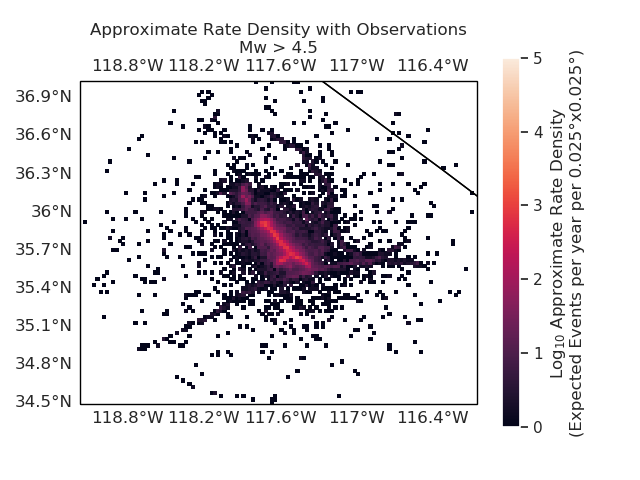 Approximate Rate Density with Observations
Mw > 4.5
118.8°W 118.2°W 117.6°W 117°W 116.4°W
36.9°N
36.6°N
36.3°N
36°N
35.7°N
35.4°N
35.1°N
34.8°N
34.5°N
118.8°W 118.2°W 117.6°W 117°W 116.4°W
5
4
3
2
1
0
Log₁₀ Approximate Rate Density
(Expected Events per year per 0.025°x0.025°)